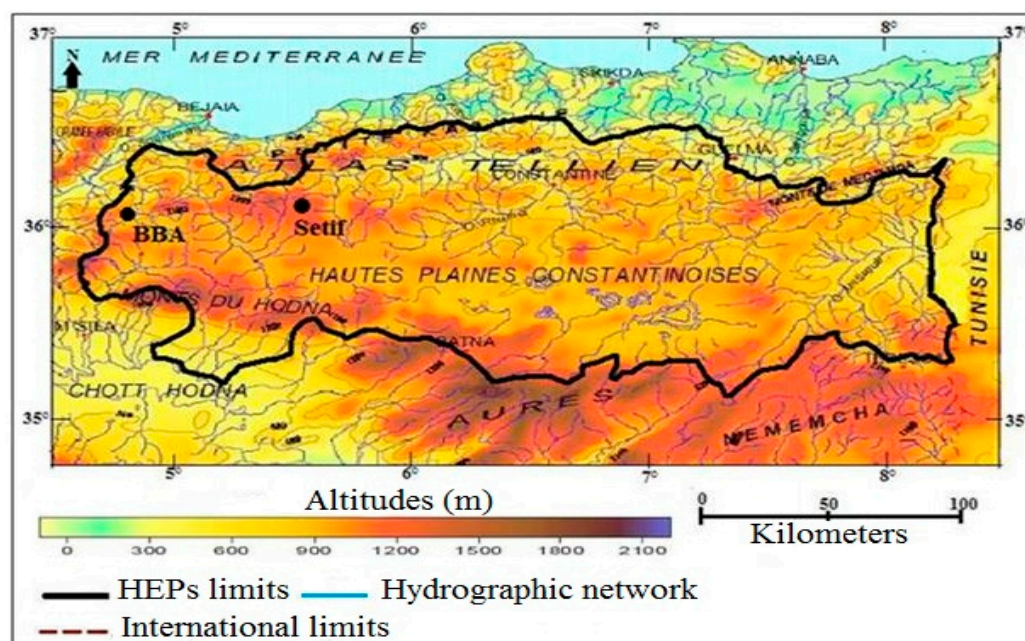 5° 6° 7° 8°
37° 37°
MER MEDITERRANEE
N
ANNABA
SKIKDA
BEJAIA
GUELMA
ATLAS TELLIEN
CONSTANTINE
36° 36°
BBA
Setif
HAUTES PLAINES CONSTANTINOISES
MONTS DU HODNA
TUNISIE
BATNA
CHOTT HODNA
AURES
35° 35°
NEMEMCHA
5° 6° 7° 8°
Altitudes (m)
0 50 100
Kilometers
0 300 600 900 1200 1500 1800 2100
HEPs limits
Hydrographic network
International limits